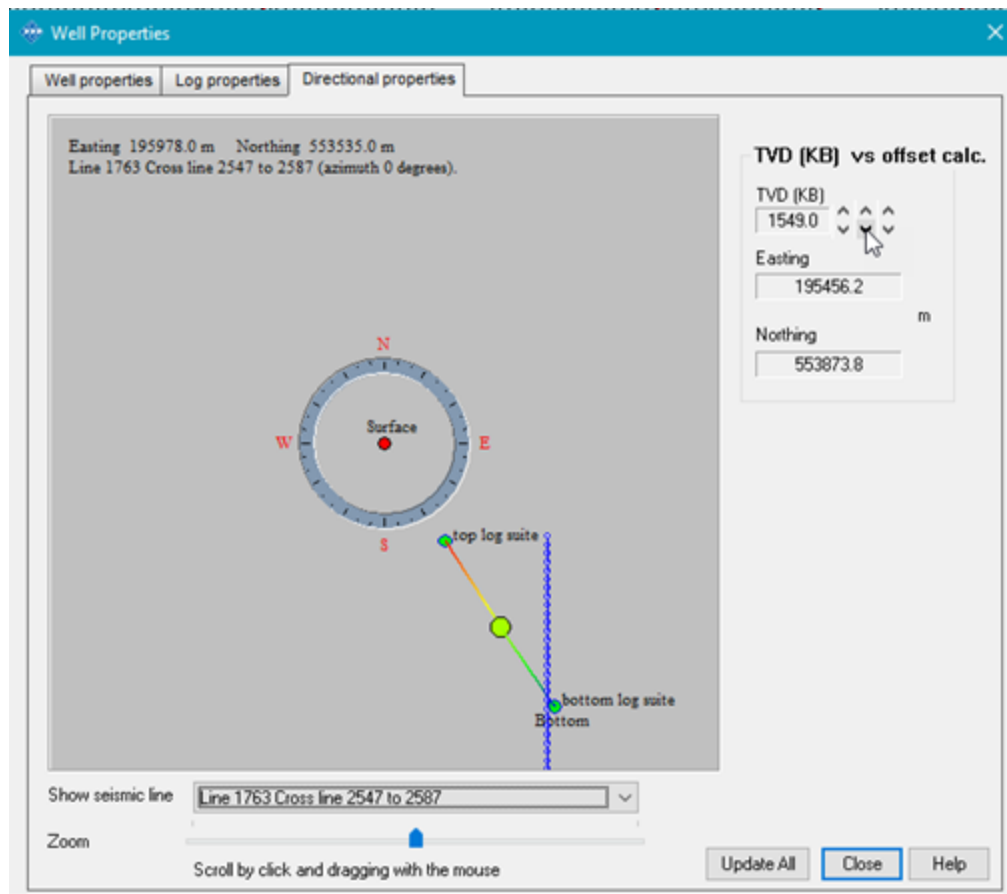 Well Properties
Well properties Log properties Directional properties
Easting 195978.0 m Northing 553535.0 m
Line 1763 Cross line 2547 to 2587 (azimuth 0 degrees).
TVD (KB) vs offset calc.
TVD (KB)
1549.0
Easting
195456.2
m
Northing
553873.8
N
Surface
W E
S
top log suite
bottom log suite
Bottom
Show seismic line Line 1763 Cross line 2547 to 2587
Zoom
Scroll by click and dragging with the mouse
Update All Close Help